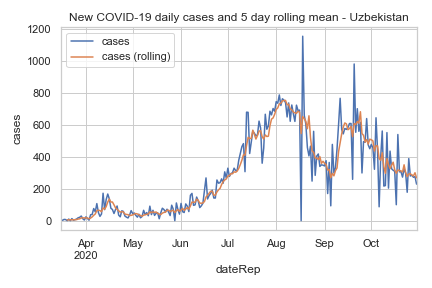 New COVID-19 daily cases and 5 day rolling mean - Uzbekistan
cases
cases (rolling)
1200
1000
800
600
400
200
0
cases
Apr
2020
May
Jun
Jul
Aug
Sep
Oct
dateRep